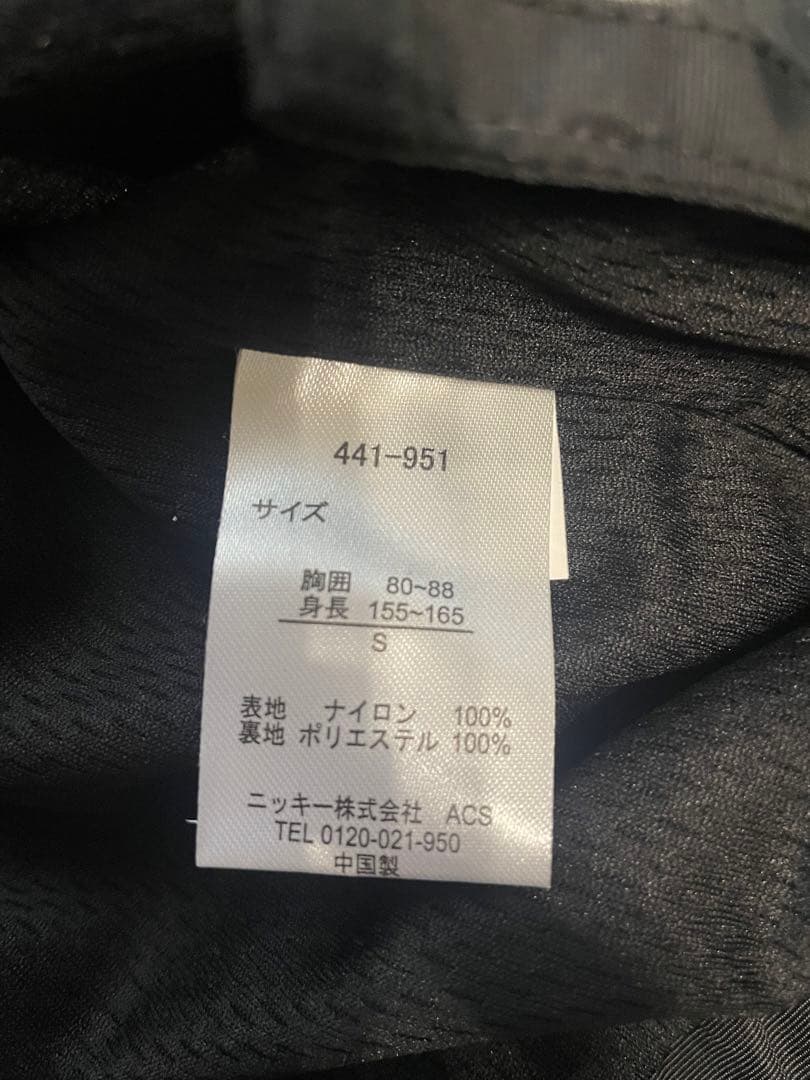 441-951
サイズ
胸囲 80~88
身長 155~165
S
表地 ナイロン 100%
裏地 ポリエステル 100%
ニッキー株式会社 ACS
TEL 0120-021-950
中国製